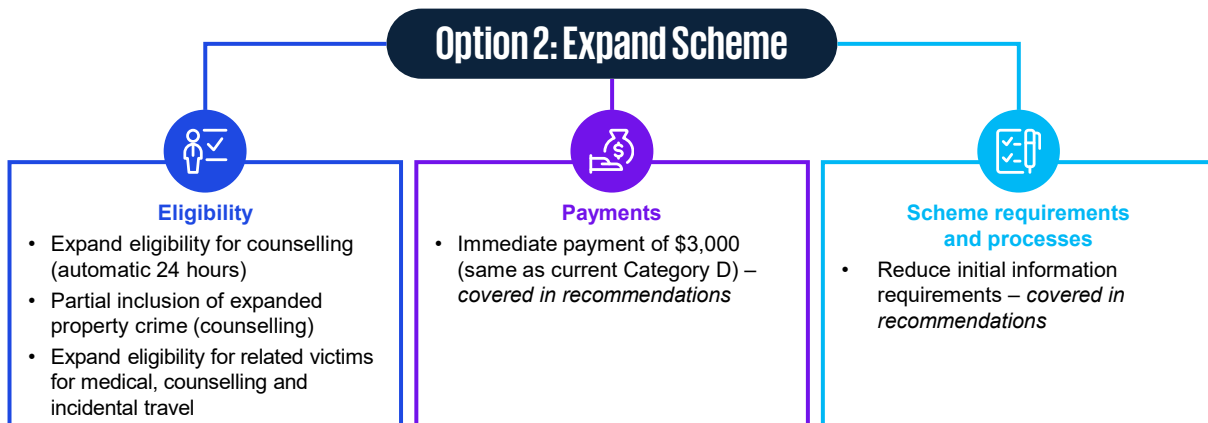 Option 2: Expand Scheme
Eligibility
• Expand eligibility for counselling
(automatic 24 hours)
• Partial inclusion of expanded
property crime (counselling)
• Expand eligibility for related victims
for medical, counselling and
incidental travel
Payments
• Immediate payment of $3,000
(same as current Category D) –
covered in recommendations
Scheme requirements
and processes
• Reduce initial information
requirements – covered in
recommendations